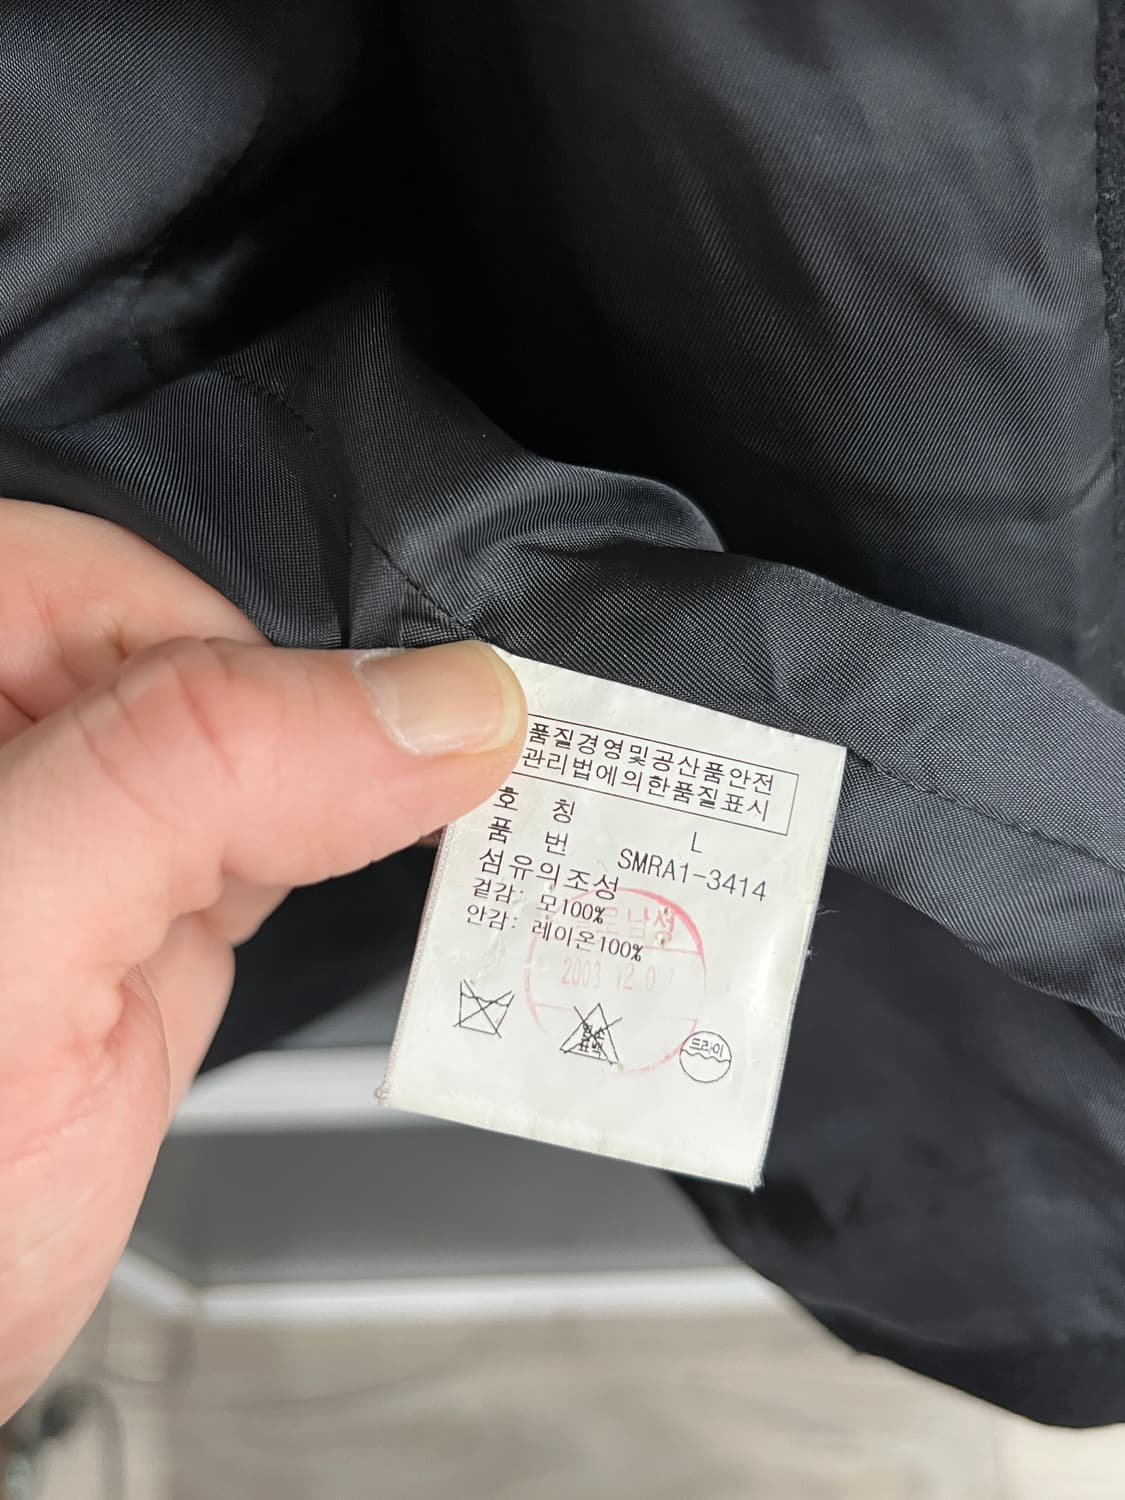 품질경영및공산품안전
관리법에의한품질표시
호 칭 L
품 번 SMRA1-3414
섬유의조성
겉감: 모100%
안감: 레이온100%
남성
드라이